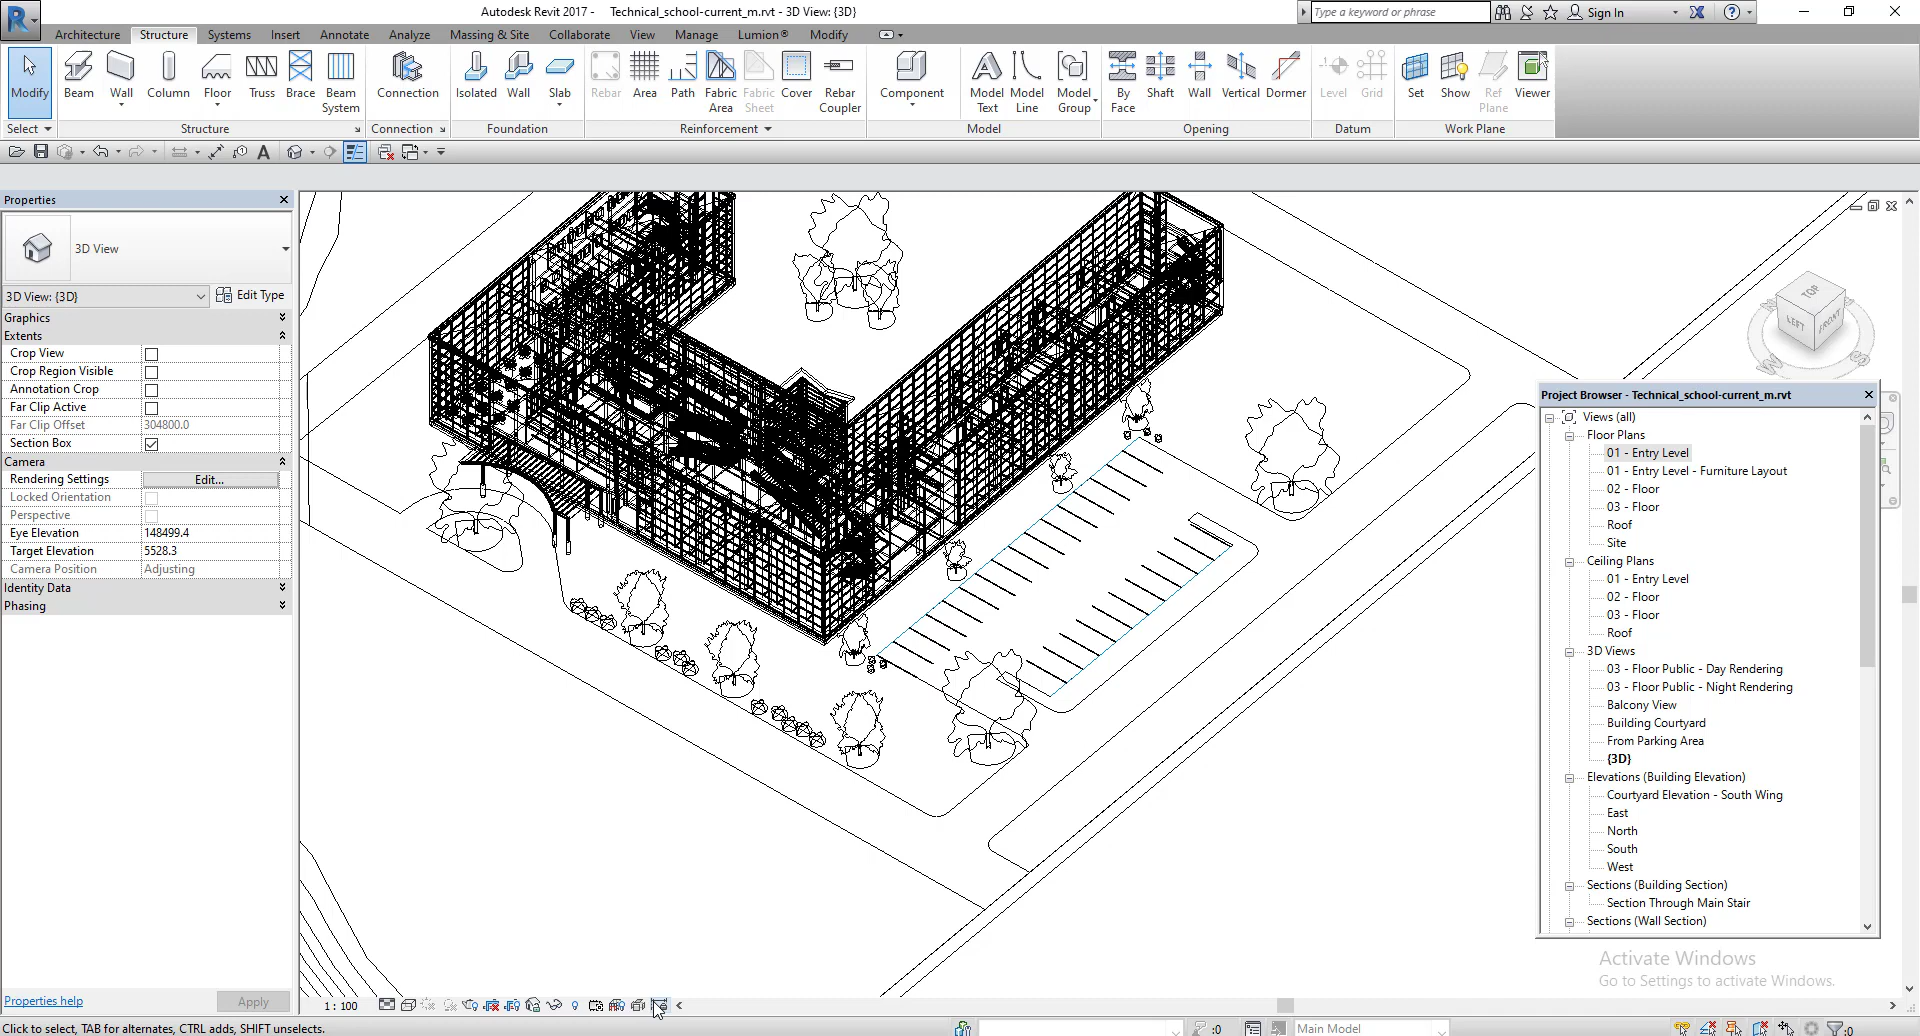 Autodesk Revit 2017 - Technical_school-current_m.rvt - 3D View: {3D}
Type a keyword or phrase
Sign In
Architecture Structure Systems Insert Annotate Analyze Massing & Site Collaborate View Manage Lumion® Modify
Modify Beam Wall Column Floor Truss Brace Beam System Connection Isolated Wall Slab Rebar Area Path Fabric Area Fabric Sheet Cover Rebar Coupler Component Model Text Model Line Model Group By Face Shaft Wall Vertical Dormer Level Grid Set Show Ref Plane Viewer
Select Structure Connection Foundation Reinforcement Model Opening Datum Work Plane
Properties
3D View
3D View: {3D} Edit Type
Graphics
Extents
Crop View
Crop Region Visible
Annotation Crop
Far Clip Active
Far Clip Offset 304800.0
Section Box
Camera
Rendering Settings Edit...
Locked Orientation
Perspective
Eye Elevation 148499.4
Target Elevation 5528.3
Camera Position Adjusting
Identity Data
Phasing
Properties help Apply
TOP
LEFT FRONT
W
Project Browser - Technical_school-current_m.rvt
Views (all)
Floor Plans
01 - Entry Level
01 - Entry Level - Furniture Layout
02 - Floor
03 - Floor
Roof
Site
Ceiling Plans
01 - Entry Level
02 - Floor
03 - Floor
Roof
3D Views
03 - Floor Public - Day Rendering
03 - Floor Public - Night Rendering
Balcony View
Building Courtyard
From Parking Area
{3D}
Elevations (Building Elevation)
Courtyard Elevation - South Wing
East
North
South
West
Sections (Building Section)
Section Through Main Stair
Sections (Wall Section)
Activate Windows
Go to Settings to activate Windows.
1 : 100
Click to select, TAB for alternates, CTRL adds, SHIFT unselects.
:0
Main Model
:0